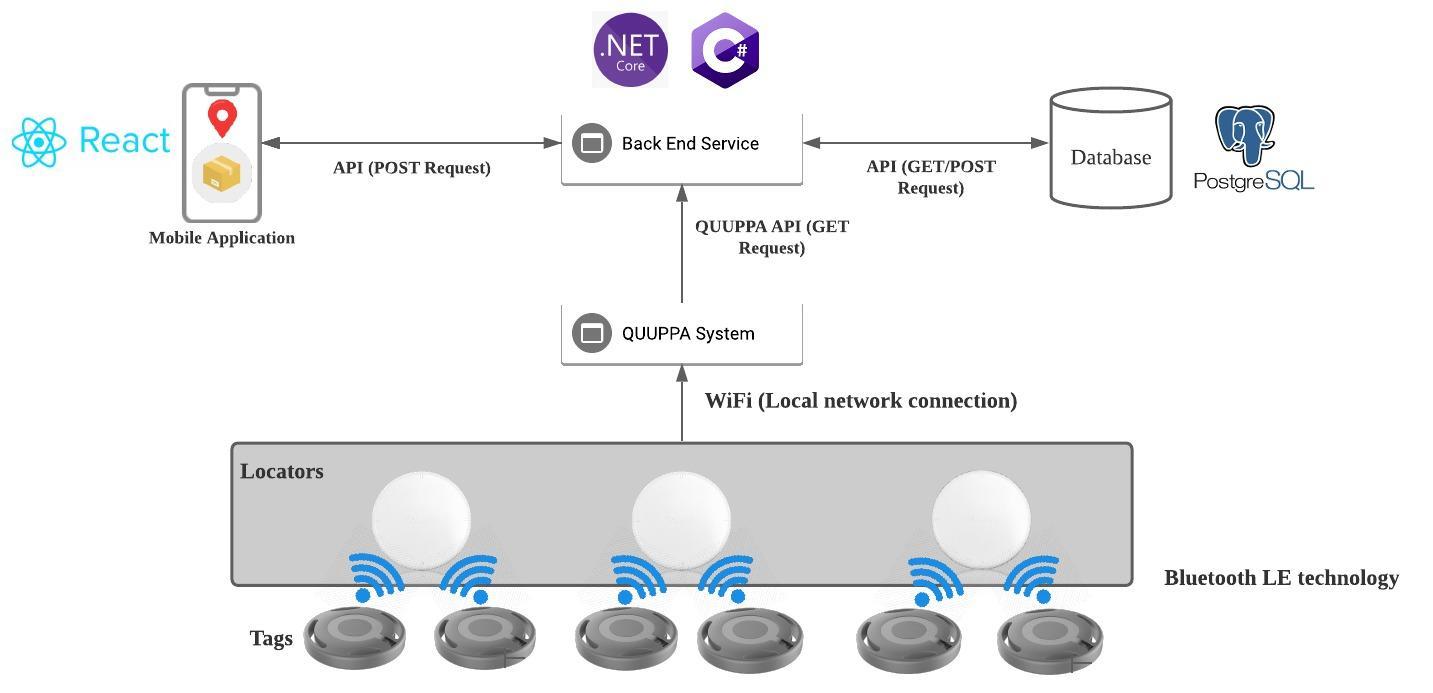 .NET
Core
C#
React
Back End Service
API (POST Request)
API (GET/POST
Request)
Database
PostgreSQL
Mobile Application
QUUPPA API (GET
Request)
QUUPPA System
WiFi (Local network connection)
Locators
Bluetooth LE technology
Tags